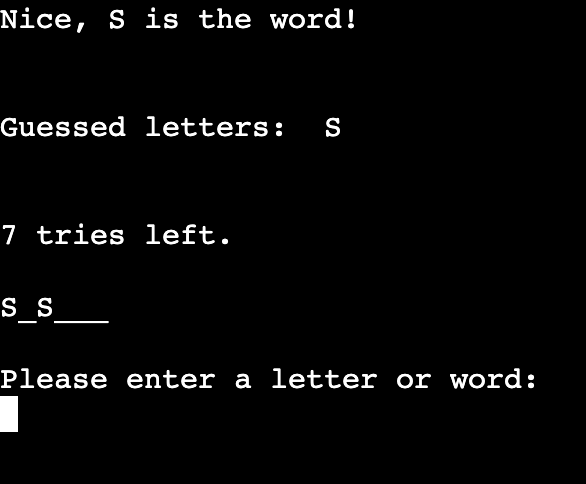 Nice, S is the word!
Guessed letters:  S
7 tries left.
S_S___
Please enter a letter or word: